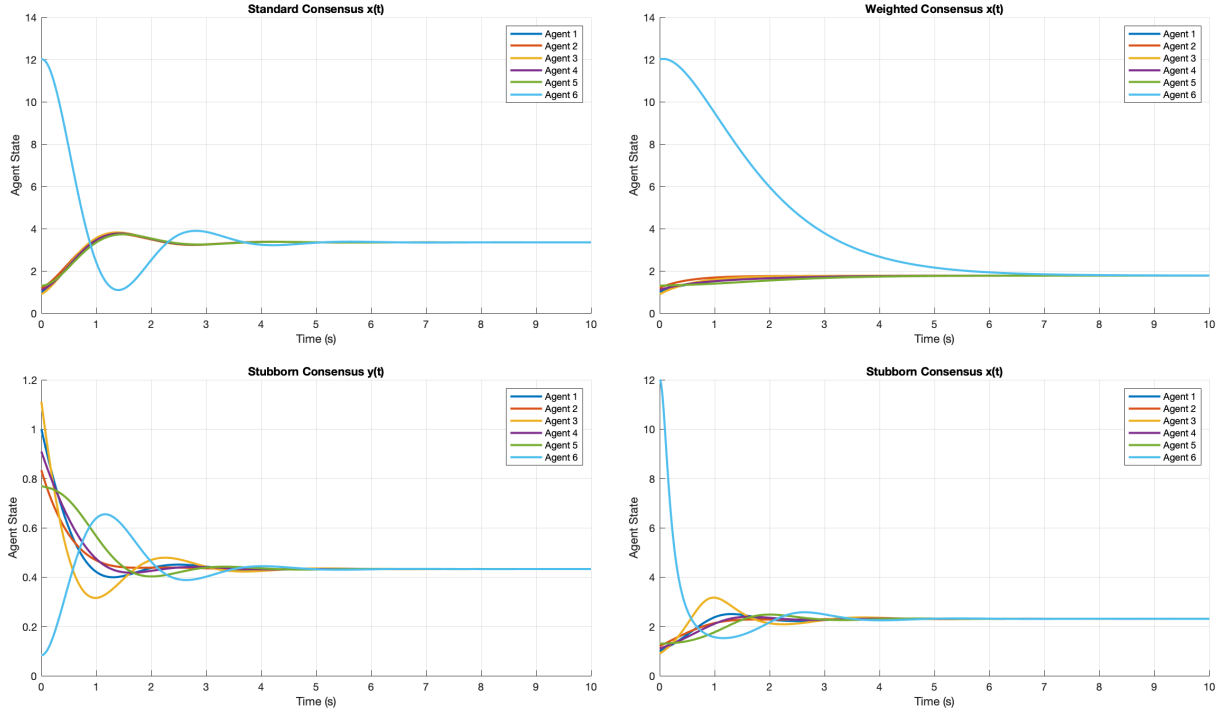 Standard Consensus x(t)
Agent State
14
12
10
8
6
4
2
0
0 1 2 3 4 5 6 7 8 9 10
Time (s)
Agent 1
Agent 2
Agent 3
Agent 4
Agent 5
Agent 6
Weighted Consensus x(t)
Agent State
14
12
10
8
6
4
2
0
0 1 2 3 4 5 6 7 8 9 10
Time (s)
Agent 1
Agent 2
Agent 3
Agent 4
Agent 5
Agent 6
Stubborn Consensus y(t)
Agent State
1.2
1
0.8
0.6
0.4
0.2
0
0 1 2 3 4 5 6 7 8 9 10
Time (s)
Agent 1
Agent 2
Agent 3
Agent 4
Agent 5
Agent 6
Stubborn Consensus x(t)
Agent State
12
10
8
6
4
2
0
0 1 2 3 4 5 6 7 8 9 10
Time (s)
Agent 1
Agent 2
Agent 3
Agent 4
Agent 5
Agent 6